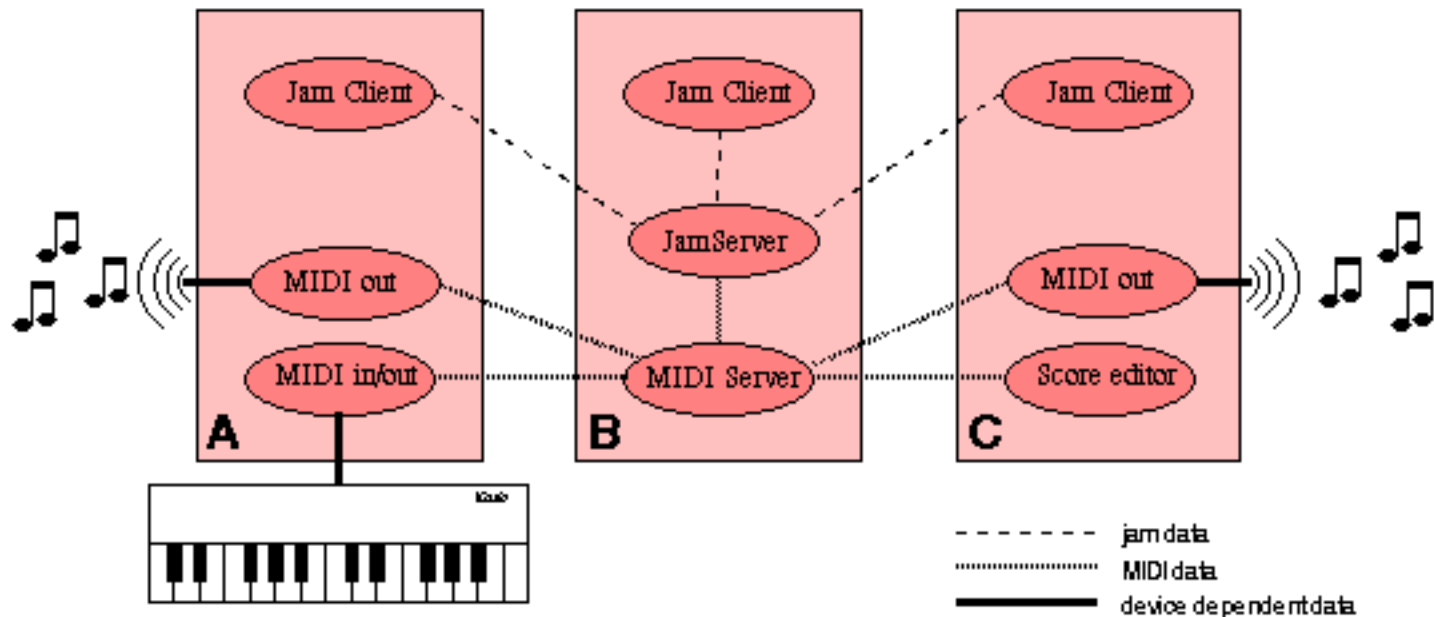 Jam Client
Jam Client
Jam Client
JamServer
MIDI out
MIDI out
MIDI in/out
MIDI Server
Score editor
A
B
C
jam data
MIDI data
device dependent data